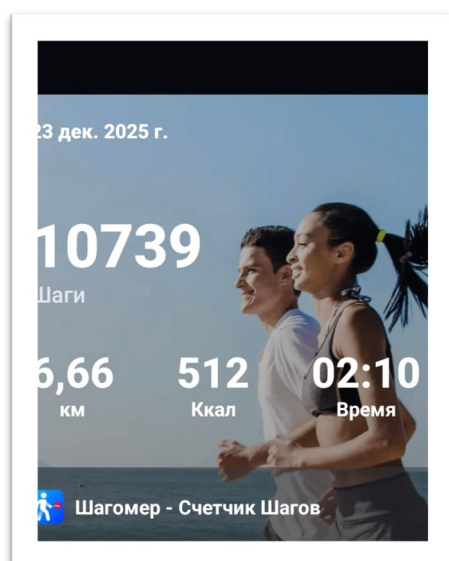 23 дек. 2025 г.
10739
Шаги
6,66 512 02:10
км Ккал Время
Шагомер - Счетчик Шагов